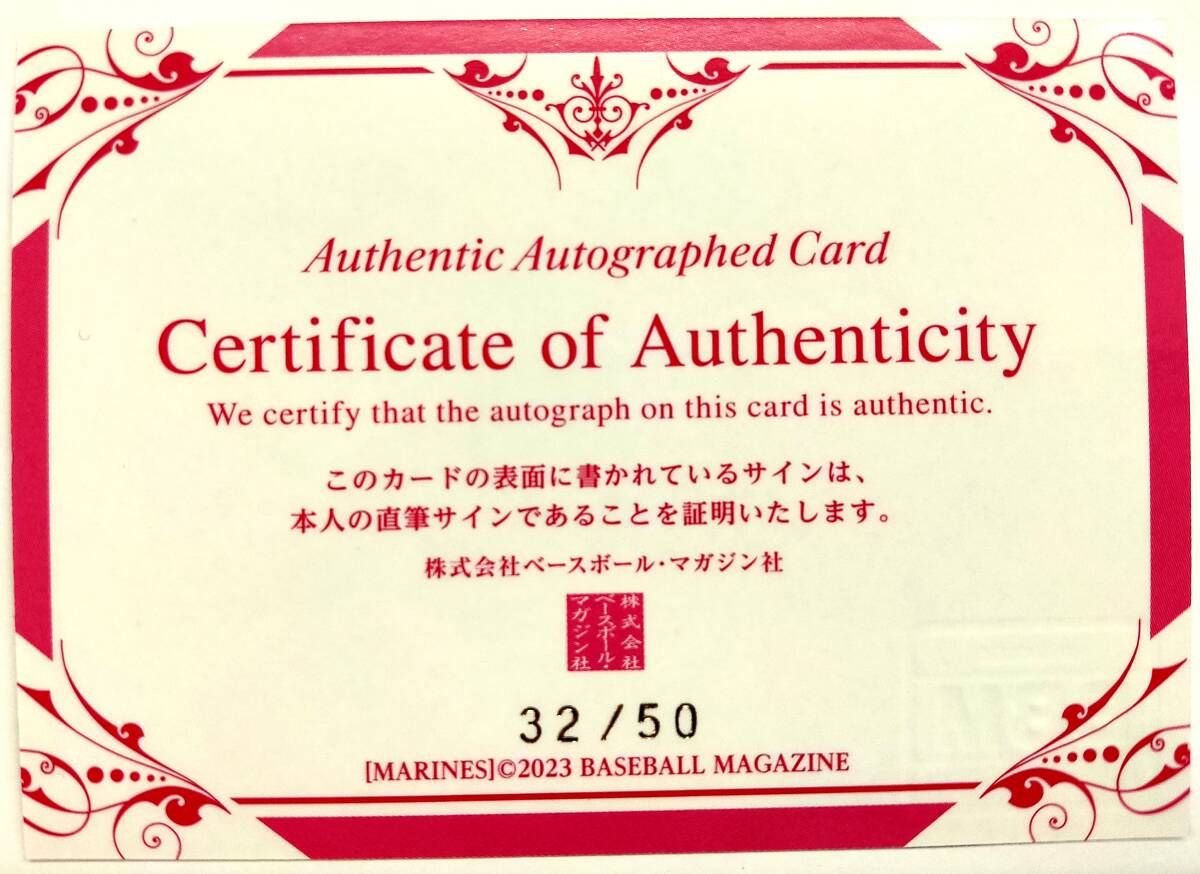 Authentic Autographed Card
Certificate of Authenticity
We certify that the autograph on this card is authentic.
このカードの表面に書かれているサインは、
本人の直筆サインであることを証明いたします。
株式会社ベースボール・マガジン社
株式会社
ベースボール・
マガジン社
32/50
[MARINES]©2023 BASEBALL MAGAZINE